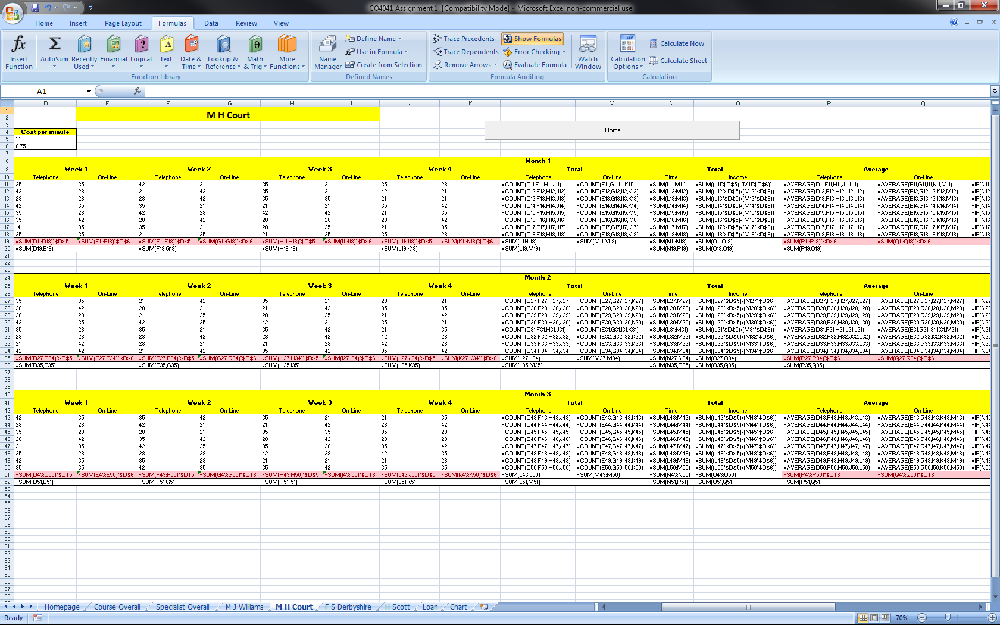 CO4041 Assignment 1 [Compatibility Mode] - Microsoft Excel non-commercial use
Home Insert Page Layout Formulas Data Review View
Insert Function
AutoSum Recently Used Financial Logical Text Date & Time Lookup & Reference Math & Trig More Functions
Function Library
Name Manager
Define Name
Use in Formula
Create from Selection
Defined Names
Trace Precedents Show Formulas
Trace Dependents Error Checking
Remove Arrows Evaluate Formula
Formula Auditing
Watch Window
Calculation Options
Calculate Now
Calculate Sheet
Calculation
A1 fx
D E F G H I J K L M N O P Q
M H Court
Home
Cost per minute
1.1
0.75
Month 1
Week 1 Week 2 Week 3 Week 4 Total Total Average
Telephone On-Line Telephone On-Line Telephone On-Line Telephone On-Line Telephone On-Line Time Income Telephone On-Line
11 35 35 42 21 35 21 35 28 =COUNT(D11,F11,H11,J11) =COUNT(E11,G11,I11,K11) =SUM(L11:M11) =SUM((L11*$D$5)+(M11*$D$6)) =AVERAGE(D11,F11,H11,J11,L11) =AVERAGE(E11,G11,I11,K11,M11) =IF(N11
12 42 28 21 42 35 21 42 21 =COUNT(D12,F12,H12,J12) =COUNT(E12,G12,I12,K12) =SUM(L12:M12) =SUM((L12*$D$5)+(M12*$D$6)) =AVERAGE(D12,F12,H12,J12,L12) =AVERAGE(E12,G12,I12,K12,M12) =IF(N12
13 28 28 21 42 28 35 21 42 =COUNT(D13,F13,H13,J13) =COUNT(E13,G13,I13,K13) =SUM(L13:M13) =SUM((L13*$D$5)+(M13*$D$6)) =AVERAGE(D13,F13,H13,J13,L13) =AVERAGE(E13,G13,I13,K13,M13) =IF(N13
14 42 35 35 21 21 42 28 35 =COUNT(D14,F14,H14,J14) =COUNT(E14,G14,I14,K14) =SUM(L14:M14) =SUM((L14*$D$5)+(M14*$D$6)) =AVERAGE(D14,F14,H14,J14,L14) =AVERAGE(E14,G14,I14,K14,M14) =IF(N14
15 35 28 42 28 42 42 21 35 =COUNT(D15,F15,H15,J15) =COUNT(E15,G15,I15,K15) =SUM(L15:M15) =SUM((L15*$D$5)+(M15*$D$6)) =AVERAGE(D15,F15,H15,J15,L15) =AVERAGE(E15,G15,I15,K15,M15) =IF(N15
16 35 42 28 42 28 35 28 42 =COUNT(D16,F16,H16,J16) =COUNT(E16,G16,I16,K16) =SUM(L16:M16) =SUM((L16*$D$5)+(M16*$D$6)) =AVERAGE(D16,F16,H16,J16,L16) =AVERAGE(E16,G16,I16,K16,M16) =IF(N16
17 14 35 35 21 28 35 21 35 =COUNT(D17,F17,H17,J17) =COUNT(E17,G17,I17,K17) =SUM(L17:M17) =SUM((L17*$D$5)+(M17*$D$6)) =AVERAGE(D17,F17,H17,J17,L17) =AVERAGE(E17,G17,I17,K17,M17) =IF(N17
18 35 35 21 35 28 28 35 42 =COUNT(D18,F18,H18,J18) =COUNT(E18,G18,I18,K18) =SUM(L18:M18) =SUM((L18*$D$5)+(M18*$D$6)) =AVERAGE(D18,F18,H18,J18,L18) =AVERAGE(E18,G18,I18,K18,M18) =IF(N18
19 =SUM(D11:D18)*$D$5 =SUM(E11:E18)*$D$6 =SUM(F11:F18)*$D$5 =SUM(G11:G18)*$D$6 =SUM(H11:H18)*$D$5 =SUM(I11:I18)*$D$6 =SUM(J11:J18)*$D$5 =SUM(K11:K18)*$D$6 =SUM(L11:L18) =SUM(M11:M18) =SUM(N11:N18) =SUM(O11:O18) =SUM(P11:P18)*$D$6 =SUM(Q11:Q18)*$D$6
20 =SUM(D19,E19) =SUM(F19,G19) =SUM(H19,I19) =SUM(J19,K19) =SUM(L19,M19) =SUM(N19,P19) =SUM(O19,Q19) =SUM(P19,Q19)
Month 2
Week 1 Week 2 Week 3 Week 4 Total Total Average
Telephone On-Line Telephone On-Line Telephone On-Line Telephone On-Line Telephone On-Line Time Income Telephone On-Line
27 35 35 21 42 35 21 28 21 =COUNT(D27,F27,H27,J27) =COUNT(E27,G27,I27,K27) =SUM(L27:M27) =SUM((L27*$D$5)+(M27*$D$6)) =AVERAGE(D27,F27,H27,J27,L27) =AVERAGE(E27,G27,I27,K27,M27) =IF(N27
28 28 42 28 21 21 42 35 35 =COUNT(D28,F28,H28,J28) =COUNT(E28,G28,I28,K28) =SUM(L28:M28) =SUM((L28*$D$5)+(M28*$D$6)) =AVERAGE(D28,F28,H28,J28,L28) =AVERAGE(E28,G28,I28,K28,M28) =IF(N28
29 28 28 21 35 28 35 21 42 =COUNT(D29,F29,H29,J29) =COUNT(E29,G29,I29,K29) =SUM(L29:M29) =SUM((L29*$D$5)+(M29*$D$6)) =AVERAGE(D29,F29,H29,J29,L29) =AVERAGE(E29,G29,I29,K29,M29) =IF(N29
30 42 35 42 21 35 21 42 35 =COUNT(D30,F30,H30,J30) =COUNT(E30,G30,I30,K30) =SUM(L30:M30) =SUM((L30*$D$5)+(M30*$D$6)) =AVERAGE(D30,F30,H30,J30,L30) =AVERAGE(E30,G30,I30,K30,M30) =IF(N30
31 35 28 35 21 35 42 21 35 =COUNT(D31,F31,H31,J31) =COUNT(E31,G31,I31,K31) =SUM(L31:M31) =SUM((L31*$D$5)+(M31*$D$6)) =AVERAGE(D31,F31,H31,J31,L31) =AVERAGE(E31,G31,I31,K31,M31) =IF(N31
32 28 28 42 35 28 28 42 28 =COUNT(D32,F32,H32,J32) =COUNT(E32,G32,I32,K32) =SUM(L32:M32) =SUM((L32*$D$5)+(M32*$D$6)) =AVERAGE(D32,F32,H32,J32,L32) =AVERAGE(E32,G32,I32,K32,M32) =IF(N32
33 21 42 28 21 21 28 42 28 =COUNT(D33,F33,H33,J33) =COUNT(E33,G33,I33,K33) =SUM(L33:M33) =SUM((L33*$D$5)+(M33*$D$6)) =AVERAGE(D33,F33,H33,J33,L33) =AVERAGE(E33,G33,I33,K33,M33) =IF(N33
34 42 42 21 42 35 42 28 42 =COUNT(D34,F34,H34,J34) =COUNT(E34,G34,I34,K34) =SUM(L34:M34) =SUM((L34*$D$5)+(M34*$D$6)) =AVERAGE(D34,F34,H34,J34,L34) =AVERAGE(E34,G34,I34,K34,M34) =IF(N34
35 =SUM(D27:D34)*$D$5 =SUM(E27:E34)*$D$6 =SUM(F27:F34)*$D$5 =SUM(G27:G34)*$D$6 =SUM(H27:H34)*$D$5 =SUM(I27:I34)*$D$6 =SUM(J27:J34)*$D$5 =SUM(K27:K34)*$D$6 =SUM(L27:L34) =SUM(M27:M34) =SUM(N27:N34) =SUM(O27:O34) =SUM(P27:P34)*$D$6 =SUM(Q27:Q34)*$D$6
36 =SUM(D35,E35) =SUM(F35,G35) =SUM(H35,I35) =SUM(J35,K35) =SUM(L35,M35) =SUM(N35,P35) =SUM(O35,Q35) =SUM(P35,Q35)
Month 3
Week 1 Week 2 Week 3 Week 4 Total Total Average
Telephone On-Line Telephone On-Line Telephone On-Line Telephone On-Line Telephone On-Line Time Income Telephone On-Line
43 42 35 35 42 35 21 21 35 =COUNT(D43,F43,H43,J43) =COUNT(E43,G43,I43,K43) =SUM(L43:M43) =SUM((L43*$D$5)+(M43*$D$6)) =AVERAGE(D43,F43,H43,J43,L43) =AVERAGE(E43,G43,I43,K43,M43) =IF(N43
44 28 28 42 21 21 42 28 42 =COUNT(D44,F44,H44,J44) =COUNT(E44,G44,I44,K44) =SUM(L44:M44) =SUM((L44*$D$5)+(M44*$D$6)) =AVERAGE(D44,F44,H44,J44,L44) =AVERAGE(E44,G44,I44,K44,M44) =IF(N44
45 35 28 28 21 35 28 35 28 =COUNT(D45,F45,H45,J45) =COUNT(E45,G45,I45,K45) =SUM(L45:M45) =SUM((L45*$D$5)+(M45*$D$6)) =AVERAGE(D45,F45,H45,J45,L45) =AVERAGE(E45,G45,I45,K45,M45) =IF(N45
46 28 42 35 42 28 35 28 42 =COUNT(D46,F46,H46,J46) =COUNT(E46,G46,I46,K46) =SUM(L46:M46) =SUM((L46*$D$5)+(M46*$D$6)) =AVERAGE(D46,F46,H46,J46,L46) =AVERAGE(E46,G46,I46,K46,M46) =IF(N46
47 21 35 42 35 35 28 35 21 =COUNT(D47,F47,H47,J47) =COUNT(E47,G47,I47,K47) =SUM(L47:M47) =SUM((L47*$D$5)+(M47*$D$6)) =AVERAGE(D47,F47,H47,J47,L47) =AVERAGE(E47,G47,I47,K47,M47) =IF(N47
48 35 28 28 28 42 28 42 35 =COUNT(D48,F48,H48,J48) =COUNT(E48,G48,I48,K48) =SUM(L48:M48) =SUM((L48*$D$5)+(M48*$D$6)) =AVERAGE(D48,F48,H48,J48,L48) =AVERAGE(E48,G48,I48,K48,M48) =IF(N48
49 42 35 35 28 21 21 21 28 =COUNT(D49,F49,H49,J49) =COUNT(E49,G49,I49,K49) =SUM(L49:M49) =SUM((L49*$D$5)+(M49*$D$6)) =AVERAGE(D49,F49,H49,J49,L49) =AVERAGE(E49,G49,I49,K49,M49) =IF(N49
50 35 35 21 35 42 35 35 42 =COUNT(D50,F50,H50,J50) =COUNT(E50,G50,I50,K50) =SUM(L50:M50) =SUM((L50*$D$5)+(M50*$D$6)) =AVERAGE(D50,F50,H50,J50,L50) =AVERAGE(E50,G50,I50,K50,M50) =IF(N50
51 =SUM(D43:D50)*$D$5 =SUM(E43:E50)*$D$6 =SUM(F43:F50)*$D$5 =SUM(G43:G50)*$D$6 =SUM(H43:H50)*$D$5 =SUM(I43:I50)*$D$6 =SUM(J43:J50)*$D$5 =SUM(K43:K50)*$D$6 =SUM(L43:L50) =SUM(M43:M50) =SUM(N43:N50) =SUM(O43:O50) =SUM(P43:P50)*$D$6 =SUM(Q43:Q50)*$D$6
52 =SUM(D51,E51) =SUM(F51,G51) =SUM(H51,I51) =SUM(J51,K51) =SUM(L51,M51) =SUM(N51,P51) =SUM(O51,Q51) =SUM(P51,Q51)
Homepage Course Overall Specialist Overall M J Williams M H Court F S Derbyshire H Scott Loan Chart
Ready 70%